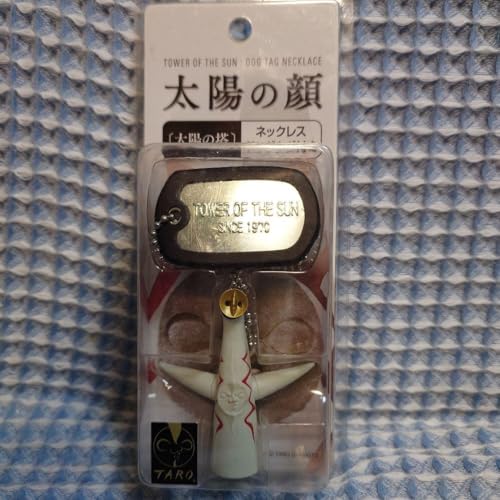 TOWER OF THE SUN : DOG TAG NECKLACE
太陽の顔
[太陽の塔]
ネックレス
TOWER OF THE SUN
SINCE 1970
TARO